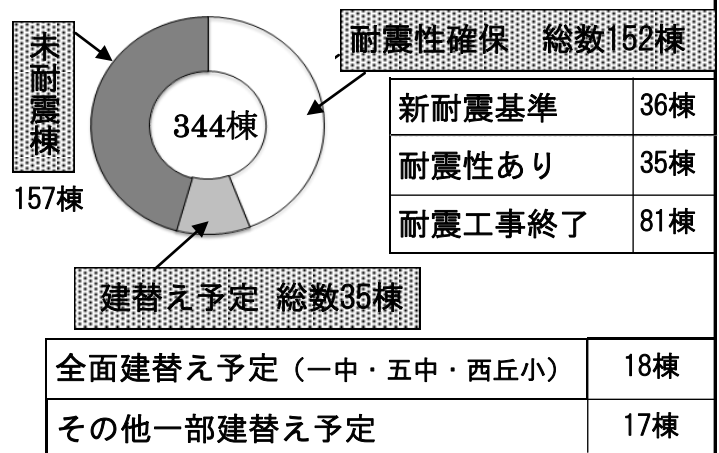 耐震性確保 総数152棟
未耐震棟
157棟
344棟
新耐震基準 36棟
耐震性あり 35棟
耐震工事終了 81棟
建替え予定 総数35棟
全面建替え予定（一中・五中・西丘小） 18棟
その他一部建替え予定 17棟